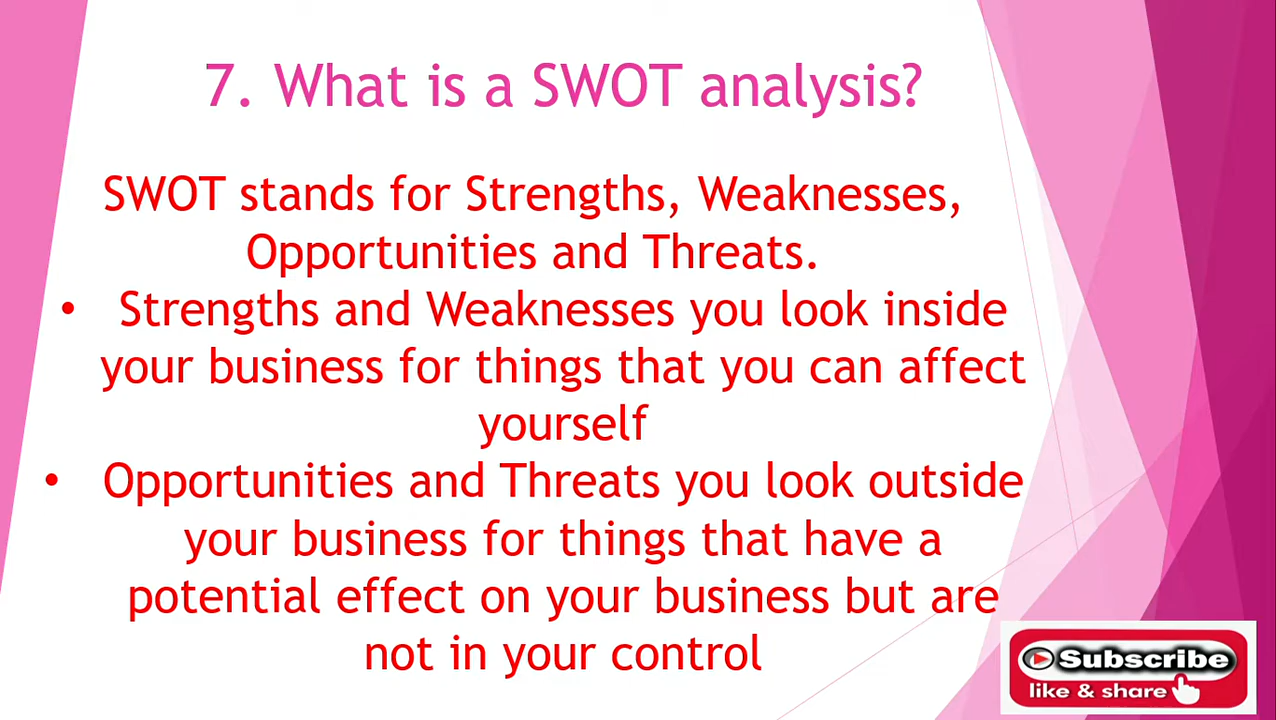 7. What is a SWOT analysis?
SWOT stands for Strengths, Weaknesses,
Opportunities and Threats.
• Strengths and Weaknesses you look inside
your business for things that you can affect
yourself
• Opportunities and Threats you look outside
your business for things that have a
potential effect on your business but are
not in your control
Subscribe
like & share